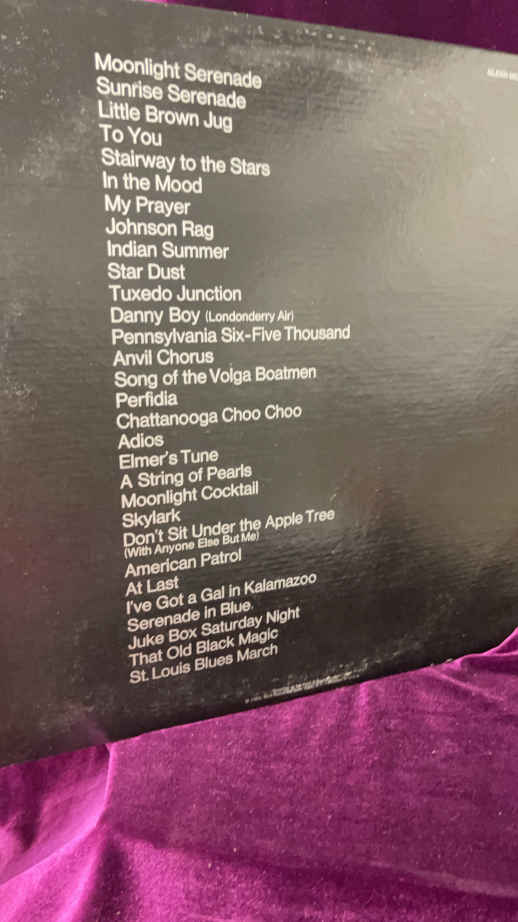 Moonlight Serenade
Sunrise Serenade
Little Brown Jug
To You
Stairway to the Stars
In the Mood
My Prayer
Johnson Rag
Indian Summer
Star Dust
Tuxedo Junction
Danny Boy (Londonderry Air)
Pennsylvania Six-Five Thousand
Anvil Chorus
Song of the Volga Boatmen
Perfidia
Chattanooga Choo Choo
Adios
Elmer's Tune
A String of Pearls
Moonlight Cocktail
Skylark
Don't Sit Under the Apple Tree
(With Anyone Else But Me)
American Patrol
At Last
I've Got a Gal in Kalamazoo
Serenade in Blue
Juke Box Saturday Night
That Old Black Magic
St. Louis Blues March